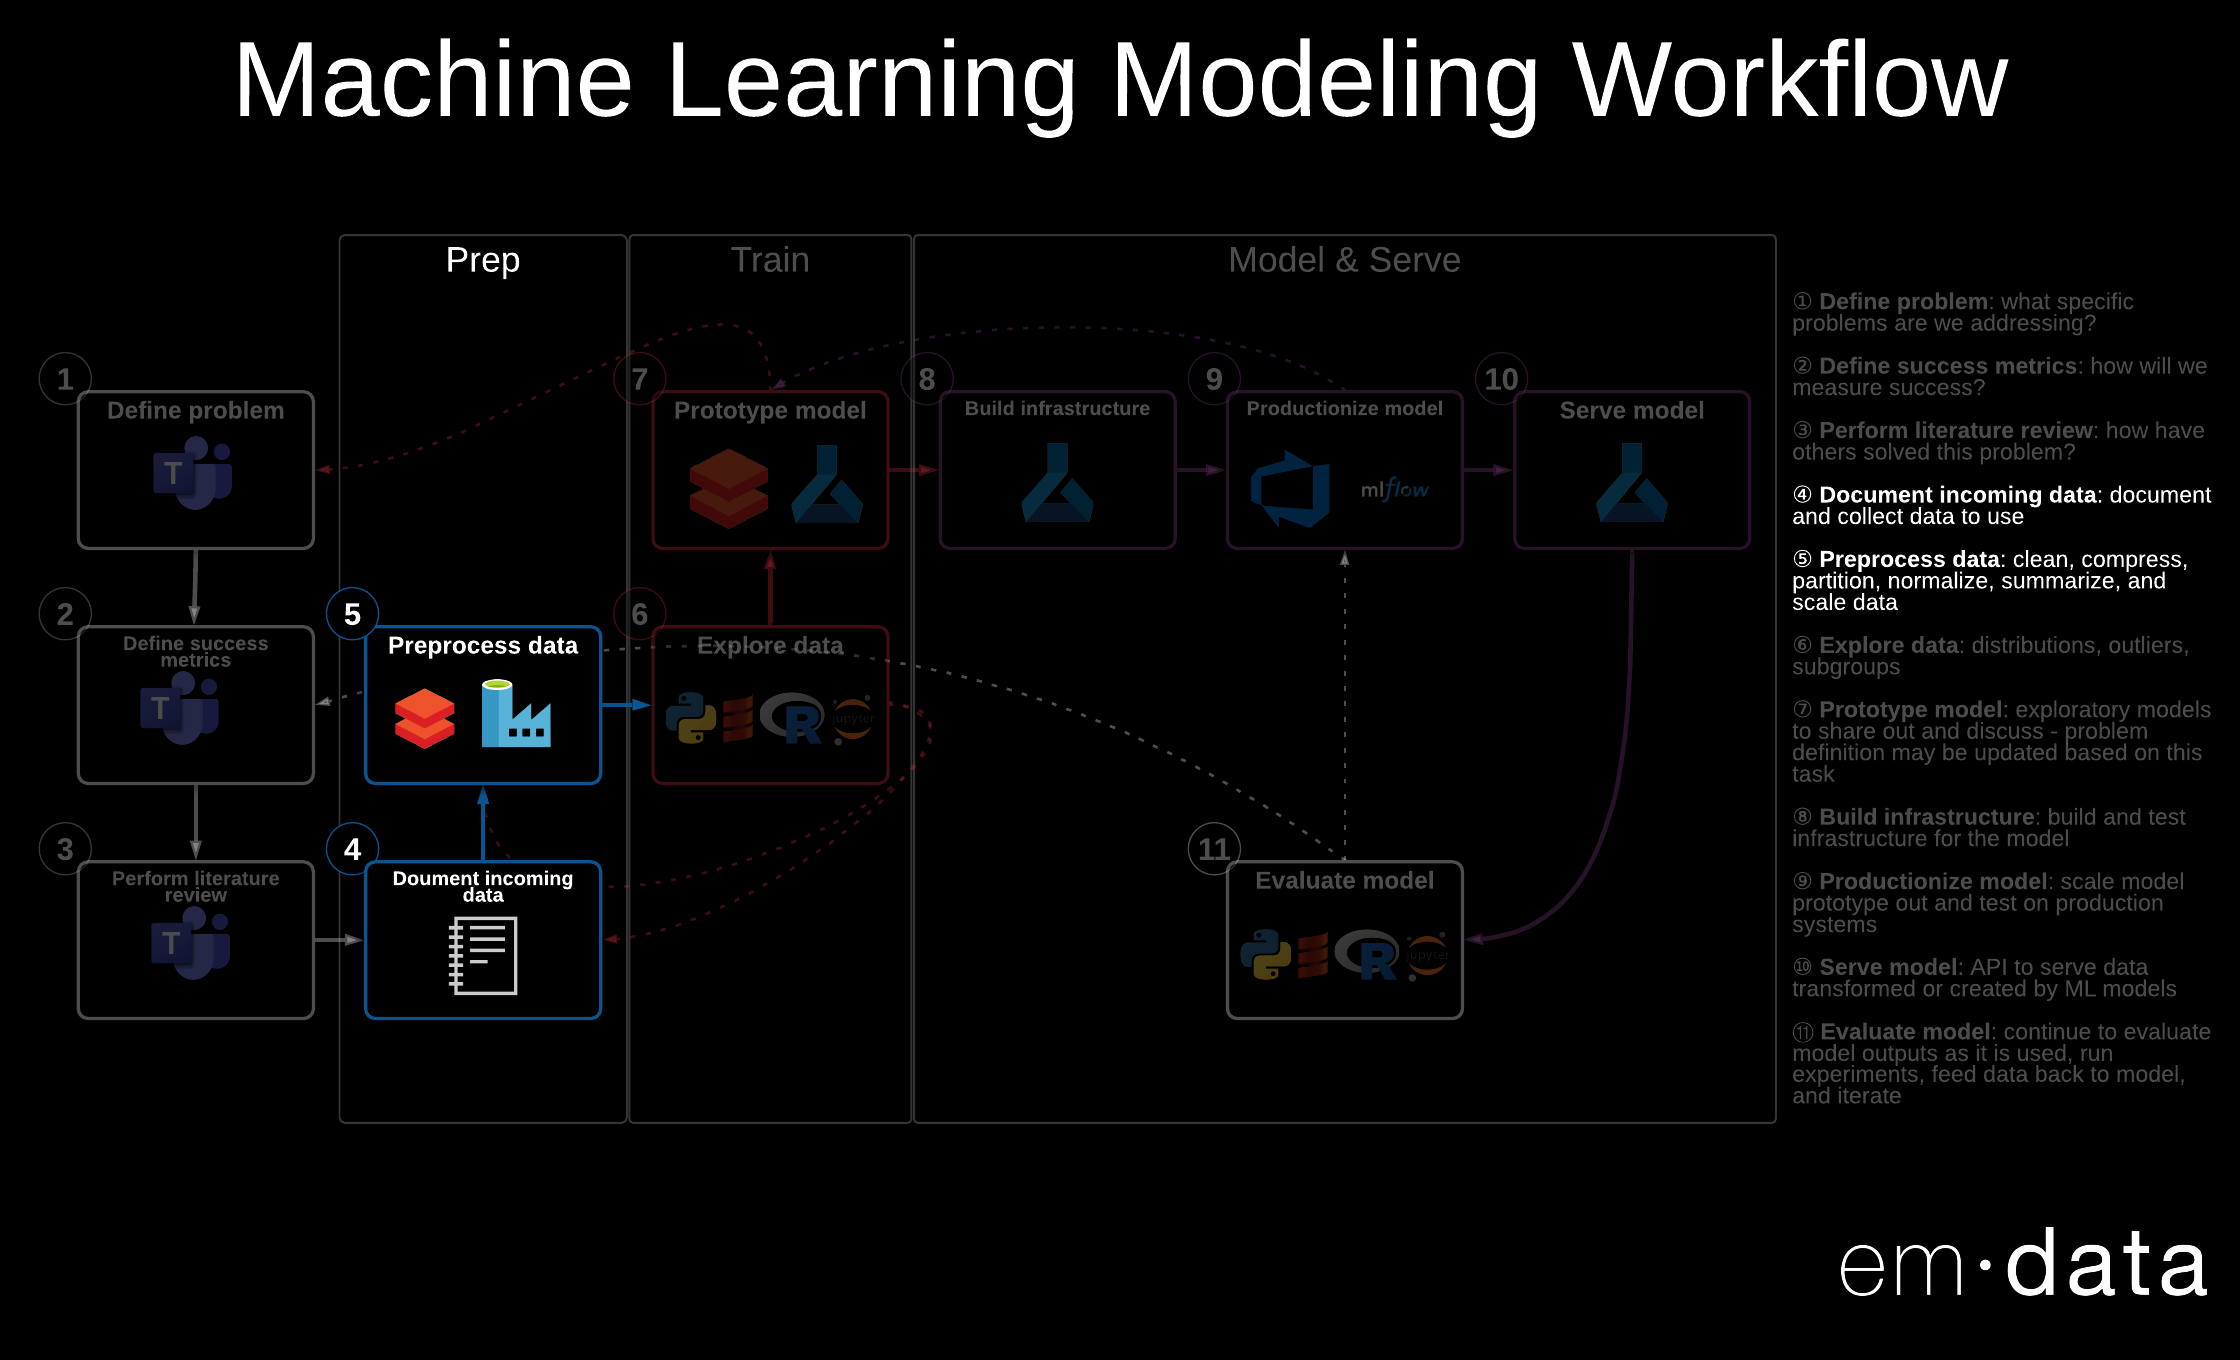 Machine Learning Modeling Workflow
Prep
Train
Model & Serve
1
Define problem
T
2
Define success
metrics
T
3
Perform literature
review
T
4
Doument incoming
data
5
Preprocess data
6
Explore data
R
jupyter
7
Prototype model
8
Build infrastructure
9
Productionize model
mlflow
10
Serve model
11
Evaluate model
R
jupyter
① Define problem: what specific
problems are we addressing?
② Define success metrics: how will we
measure success?
③ Perform literature review: how have
others solved this problem?
④ Document incoming data: document
and collect data to use
⑤ Preprocess data: clean, compress,
partition, normalize, summarize, and
scale data
⑥ Explore data: distributions, outliers,
subgroups
⑦ Prototype model: exploratory models
to share out and discuss - problem
definition may be updated based on this
task
⑧ Build infrastructure: build and test
infrastructure for the model
⑨ Productionize model: scale model
prototype out and test on production
systems
⑩ Serve model: API to serve data
transformed or created by ML models
⑪ Evaluate model: continue to evaluate
model outputs as it is used, run
experiments, feed data back to model,
and iterate
em·data